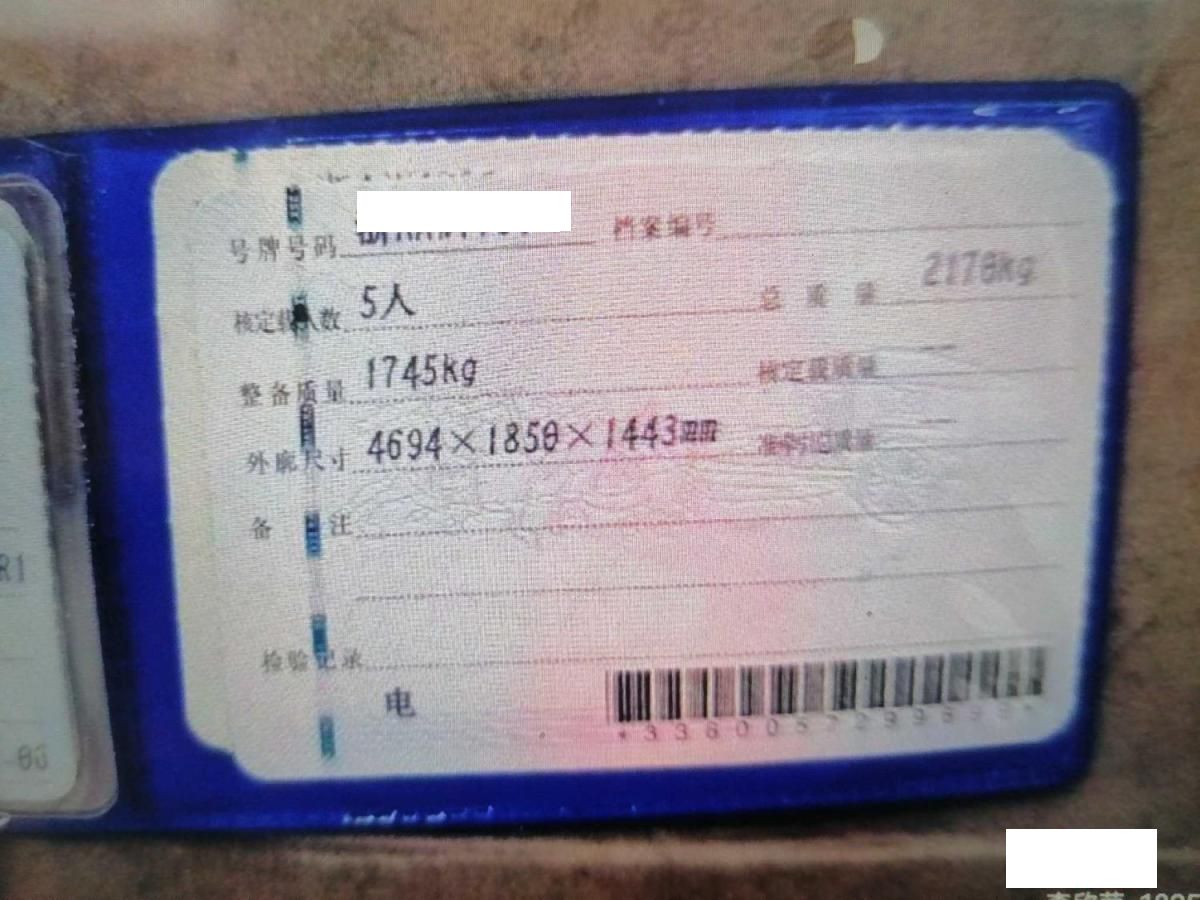 号牌号码 档案编号
核定载人数 5人 总质量 2178kg
整备质量 1745kg 核定载质量 —
外廓尺寸 4694×1850×1443mm 准牵引总质量 —
备注
检验记录
电
R1